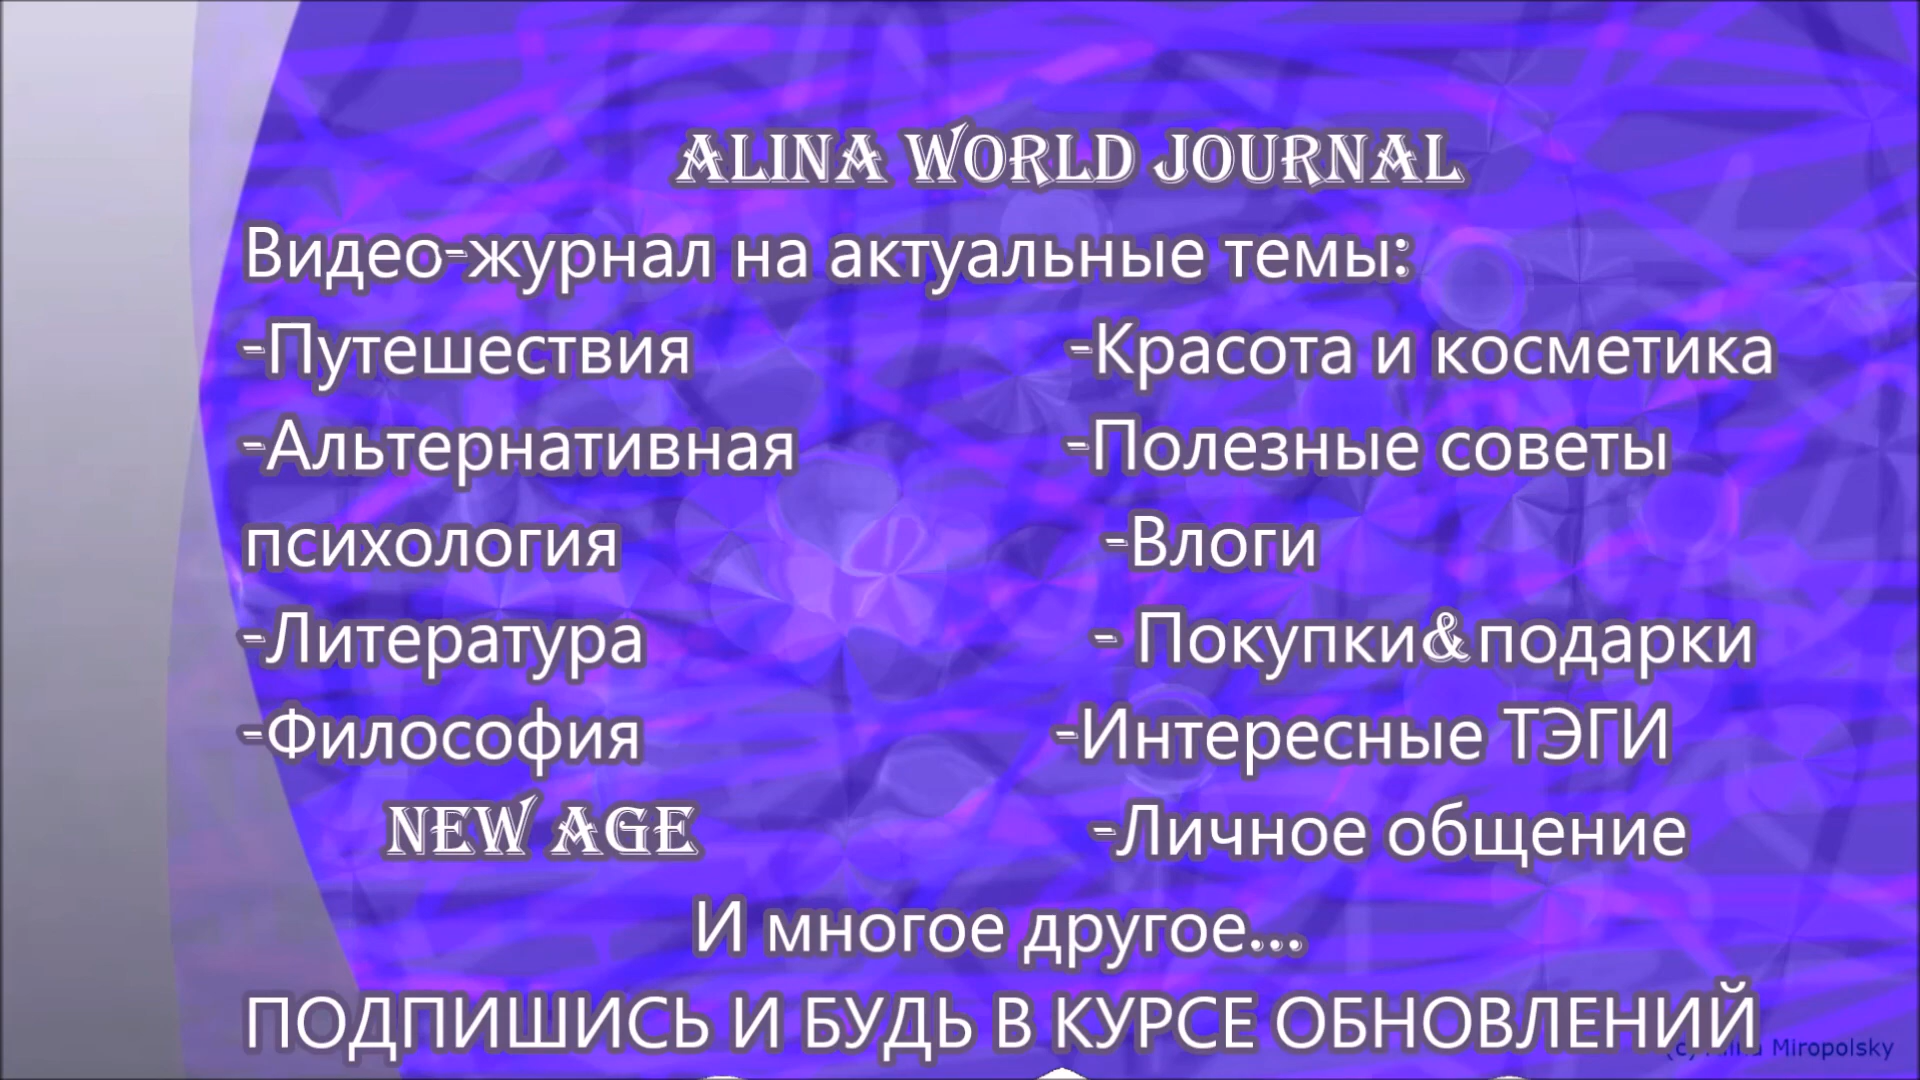 ALINA WORLD JOURNAL
Видео-журнал на актуальные темы:
-Путешествия -Красота и косметика
-Альтернативная -Полезные советы
психология -Влоги
-Литература - Покупки&подарки
-Философия -Интересные ТЭГИ
NEW AGE -Личное общение
И многое другое...
ПОДПИШИСЬ И БУДЬ В КУРСЕ ОБНОВЛЕНИЙ
(c) Alina Miropolsky